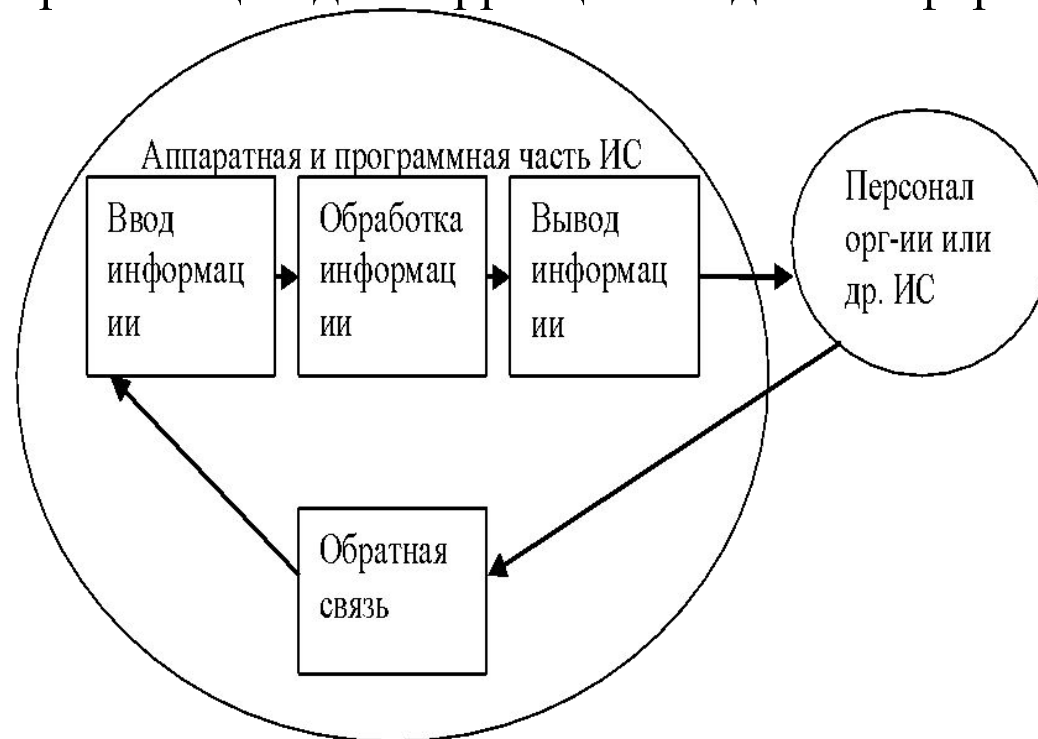 Аппаратная и программная часть ИС
Ввод
информац
ии
Обработка
информац
ии
Вывод
информац
ии
Персонал
орг-ии или
др. ИС
Обратная
связь